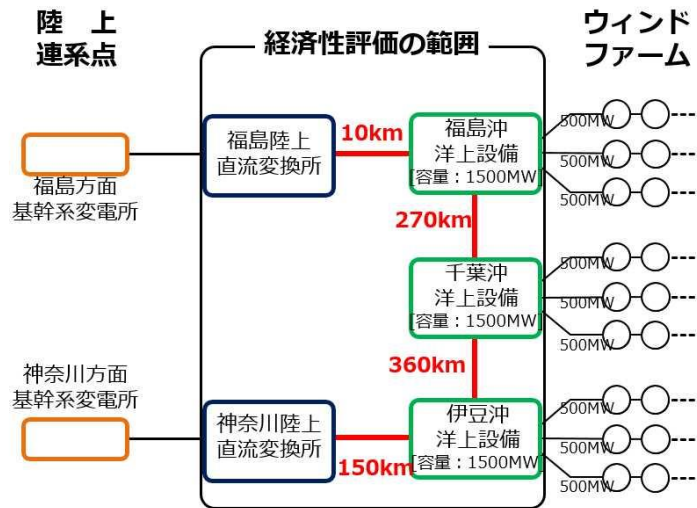 陸 上
連系点
経済性評価の範囲
ウィンド
ファーム
福島方面
基幹系変電所
福島陸上
直流変換所
10km
福島沖
洋上設備
[容量:1500MW]
500MW
500MW
500MW
270km
千葉沖
洋上設備
[容量:1500MW]
500MW
500MW
500MW
360km
神奈川方面
基幹系変電所
神奈川陸上
直流変換所
150km
伊豆沖
洋上設備
[容量:1500MW]
500MW
500MW
500MW